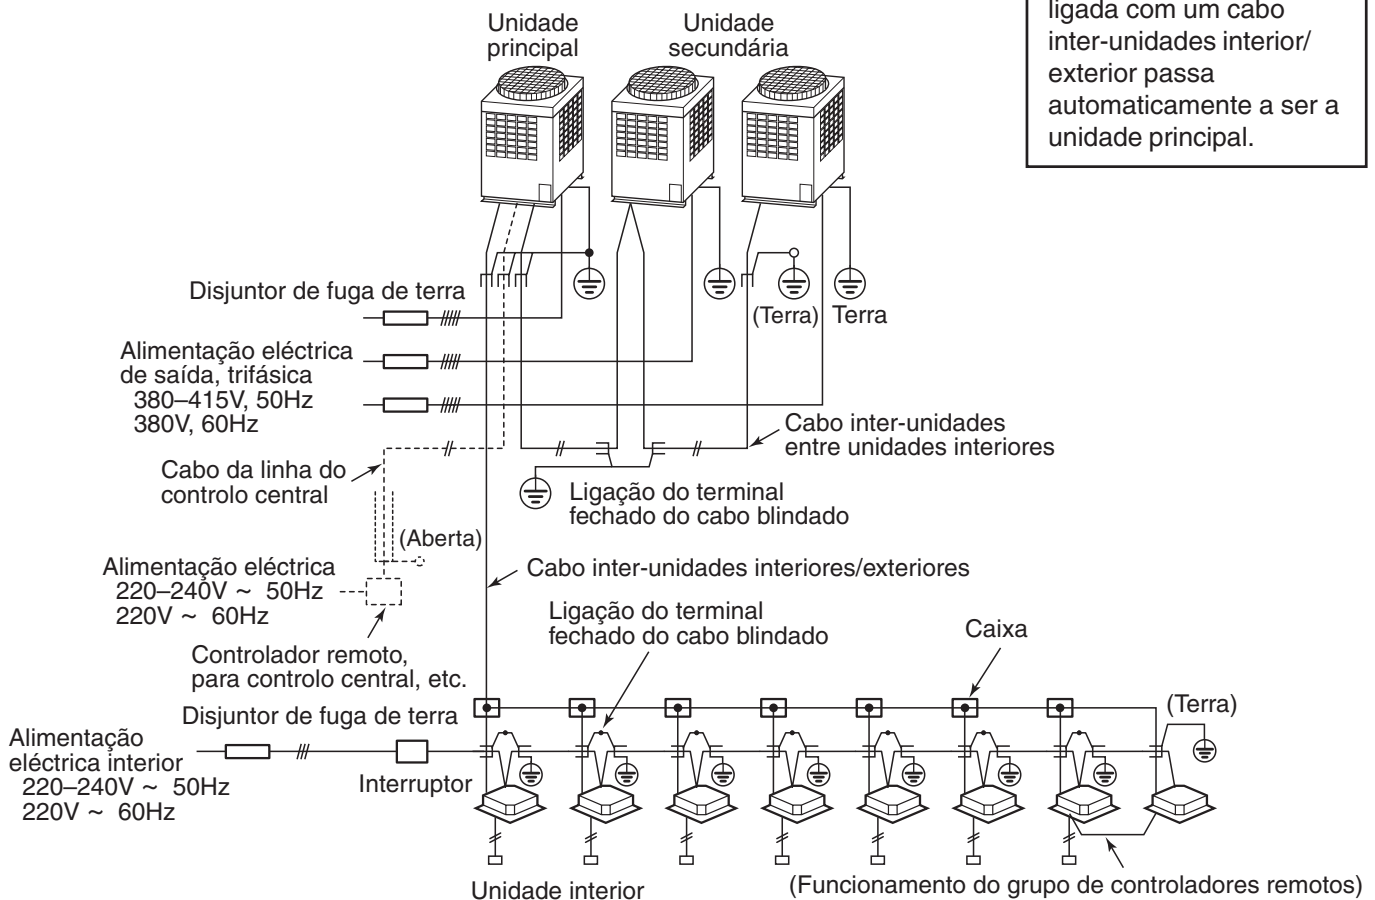 Unidade
principal
Unidade
secundária
ligada com um cabo
inter-unidades interior/
exterior passa
automaticamente a ser a
unidade principal.
Disjuntor de fuga de terra
(Terra)
Terra
Alimentação eléctrica
de saída, trifásica
380–415V, 50Hz
380V, 60Hz
Cabo inter-unidades
entre unidades interiores
Cabo da linha do
controlo central
Ligação do terminal
fechado do cabo blindado
(Aberta)
Alimentação eléctrica
220–240V ~ 50Hz
220V ~ 60Hz
Cabo inter-unidades interiores/exteriores
Ligação do terminal
fechado do cabo blindado
Caixa
Controlador remoto,
para controlo central, etc.
(Terra)
Disjuntor de fuga de terra
Alimentação
eléctrica interior
220–240V ~ 50Hz
220V ~ 60Hz
Interruptor
Unidade interior
(Funcionamento do grupo de controladores remotos)